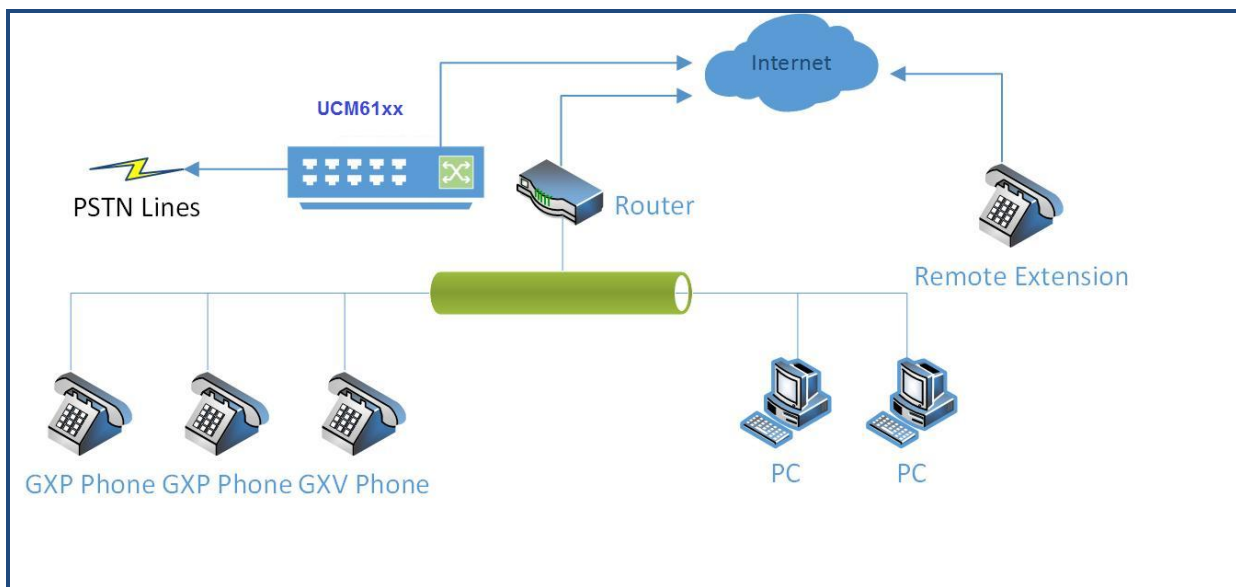 Internet
UCM61xx
PSTN Lines
Router
Remote Extension
GXP Phone GXP Phone GXV Phone
PC
PC